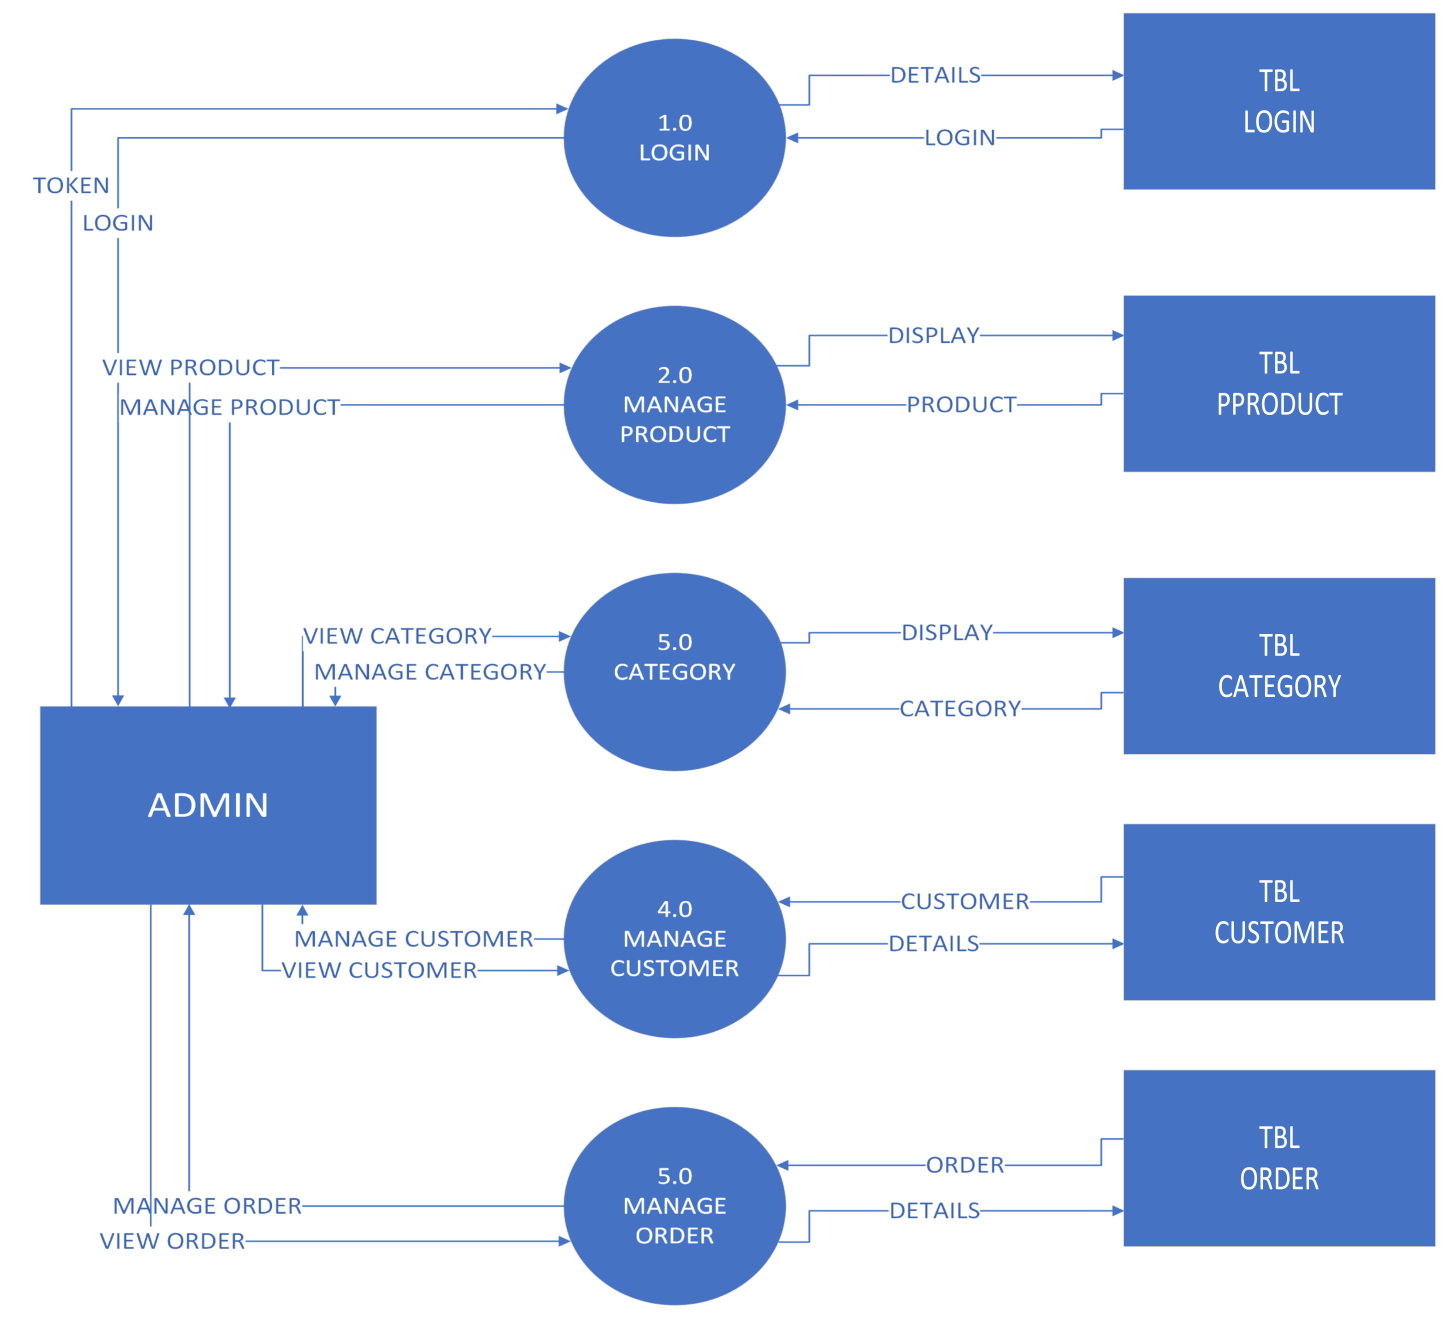 DETAILS
TBL
LOGIN
1.0
LOGIN
LOGIN
TOKEN
LOGIN
DISPLAY
TBL
PPRODUCT
VIEW PRODUCT
2.0
MANAGE
PRODUCT
MANAGE PRODUCT
PRODUCT
VIEW CATEGORY
5.0
CATEGORY
DISPLAY
TBL
CATEGORY
MANAGE CATEGORY
CATEGORY
ADMIN
CUSTOMER
TBL
CUSTOMER
4.0
MANAGE
CUSTOMER
MANAGE CUSTOMER
DETAILS
VIEW CUSTOMER
TBL
ORDER
ORDER
5.0
MANAGE
ORDER
MANAGE ORDER
DETAILS
VIEW ORDER